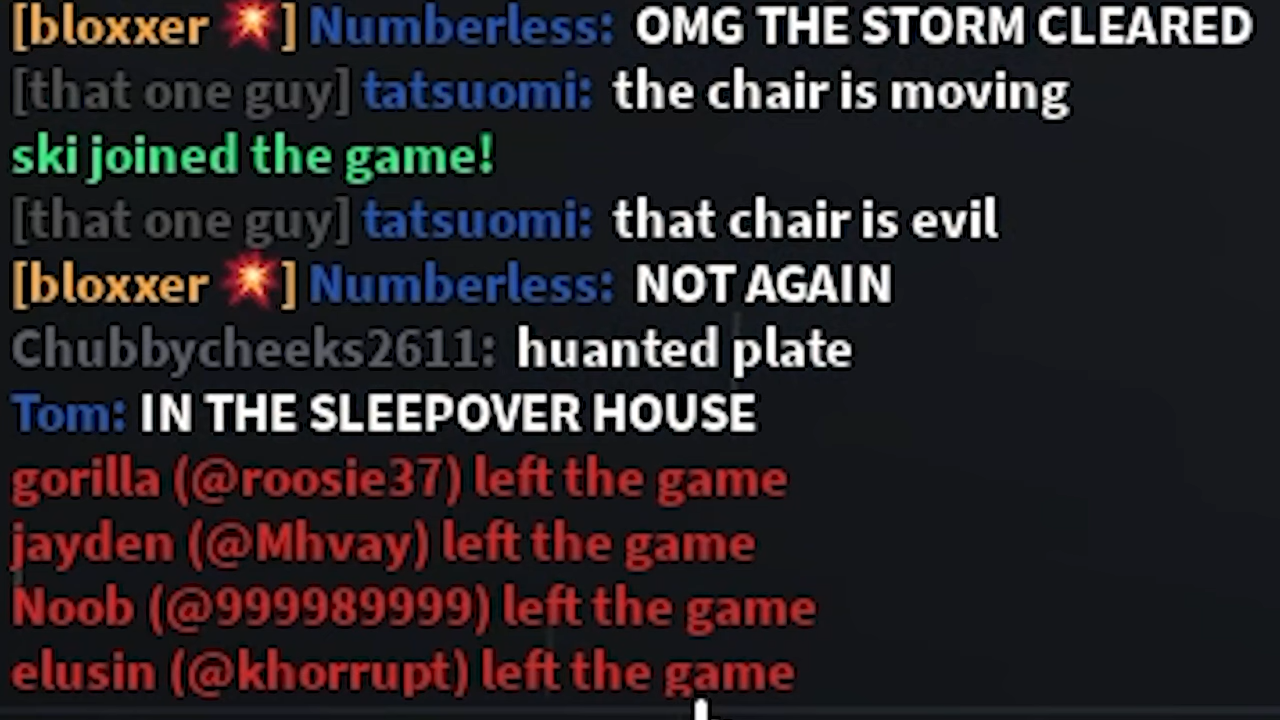 [bloxxer 💥] Numberless: OMG THE STORM CLEARED
[that one guy] tatsuomi: the chair is moving
ski joined the game!
[that one guy] tatsuomi: that chair is evil
[bloxxer 💥] Numberless: NOT AGAIN
Chubbycheeks2611: huanted plate
Tom: IN THE SLEEPOVER HOUSE
gorilla (@roosie37) left the game
jayden (@Mhvay) left the game
Noob (@999989999) left the game
elusin (@khorrupt) left the game